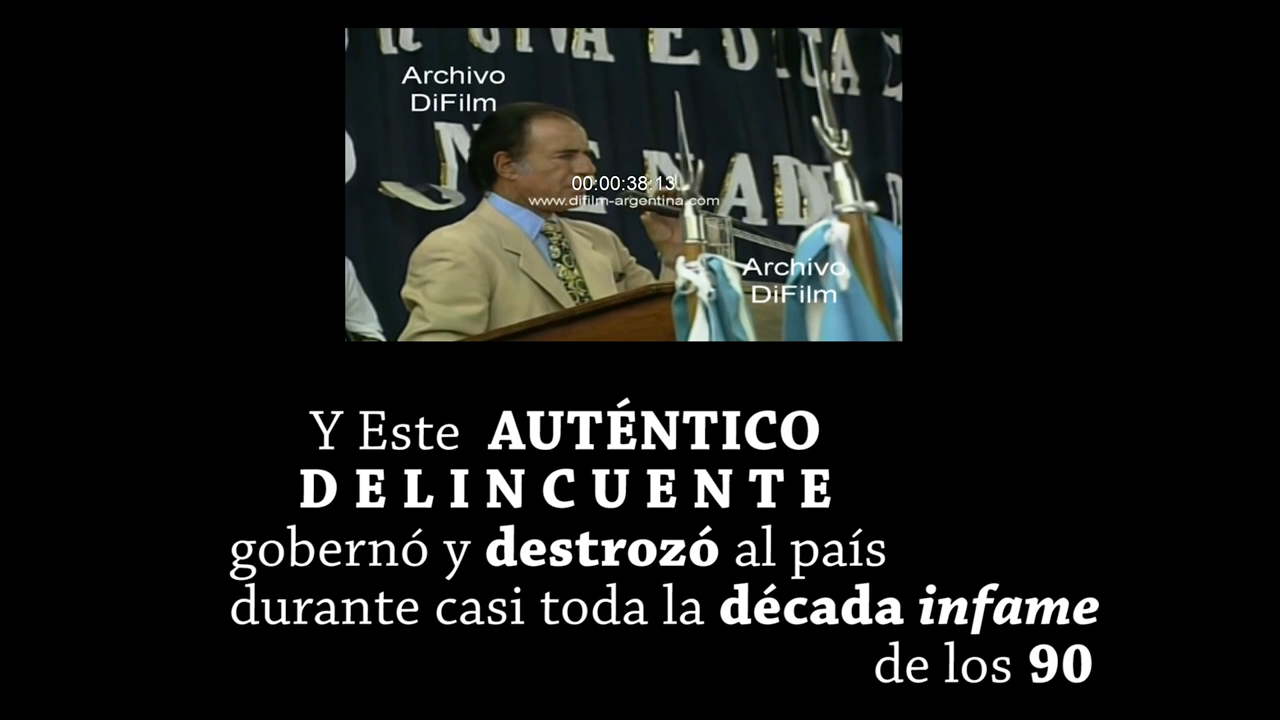 Archivo
DiFilm
00:00:38:13
www.difilm-argentina.com
Archivo
DiFilm
Y Este AUTÉNTICO
DELINCUENTE
gobernó y destrozó al país
durante casi toda la década infame
de los 90